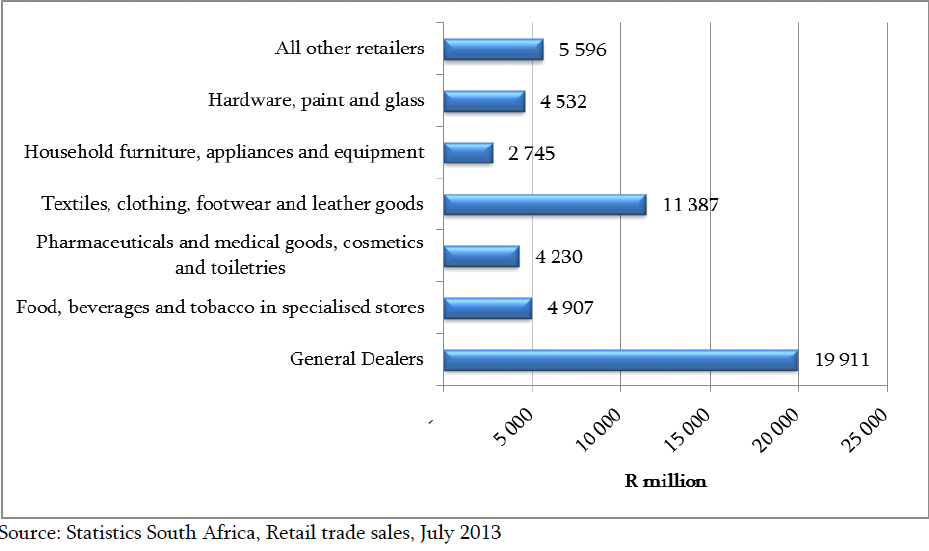 All other retailers
5 596
Hardware, paint and glass
4 532
Household furniture, appliances and equipment
2 745
Textiles, clothing, footwear and leather goods
11 387
Pharmaceuticals and medical goods, cosmetics
and toiletries
4 230
Food, beverages and tobacco in specialised stores
4 907
General Dealers
19 911
5 000
10 000
15 000
20 000
25 000
R million
Source: Statistics South Africa, Retail trade sales, July 2013